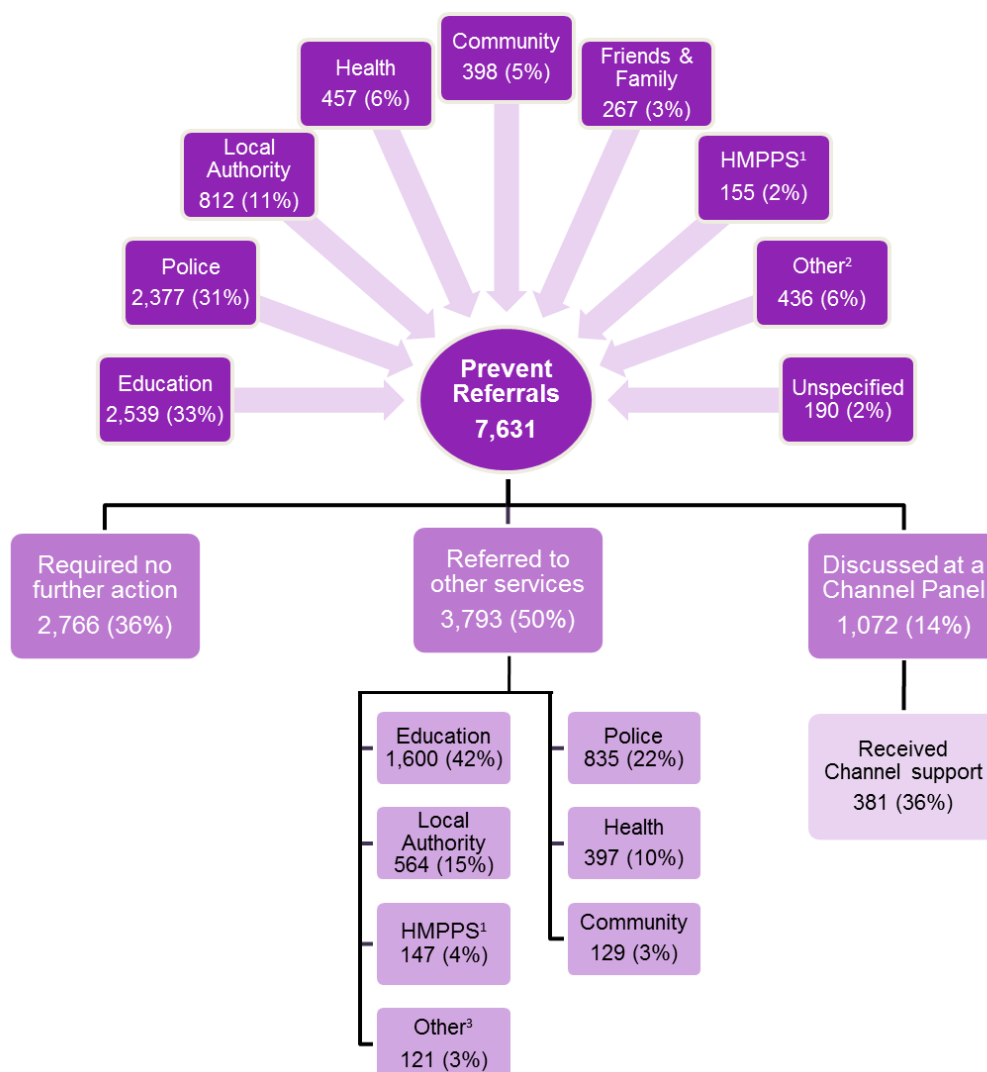 Community
398 (5%)
Friends &
Family
267 (3%)
Health
457 (6%)
HMPPS¹
155 (2%)
Local
Authority
812 (11%)
Police
2,377 (31%)
Other²
436 (6%)
Education
2,539 (33%)
Prevent
Referrals
7,631
Unspecified
190 (2%)
Required no
further action
2,766 (36%)
Referred to
other services
3,793 (50%)
Discussed at a
Channel Panel
1,072 (14%)
Education
1,600 (42%)
Police
835 (22%)
Received
Channel support
381 (36%)
Local
Authority
564 (15%)
Health
397 (10%)
HMPPS¹
147 (4%)
Community
129 (3%)
Other³
121 (3%)